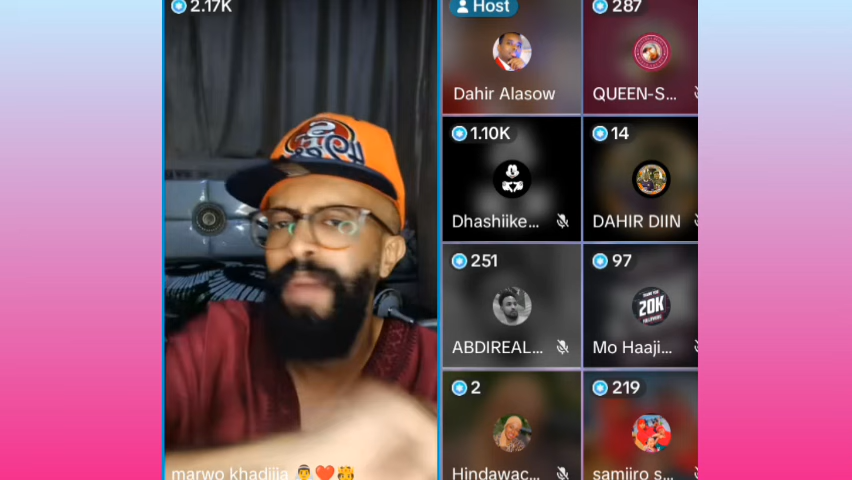 2.17K
marwo khadijia 👨‍⚖️❤️🤴
Host
Dahir Alasow
287
QUEEN-S...
1.10K
Dhashiike...
14
DAHIR DIIN
251
ABDIREAL...
97
20K
Mo Haaji...
2
Hindawac...
219
samiiro s...